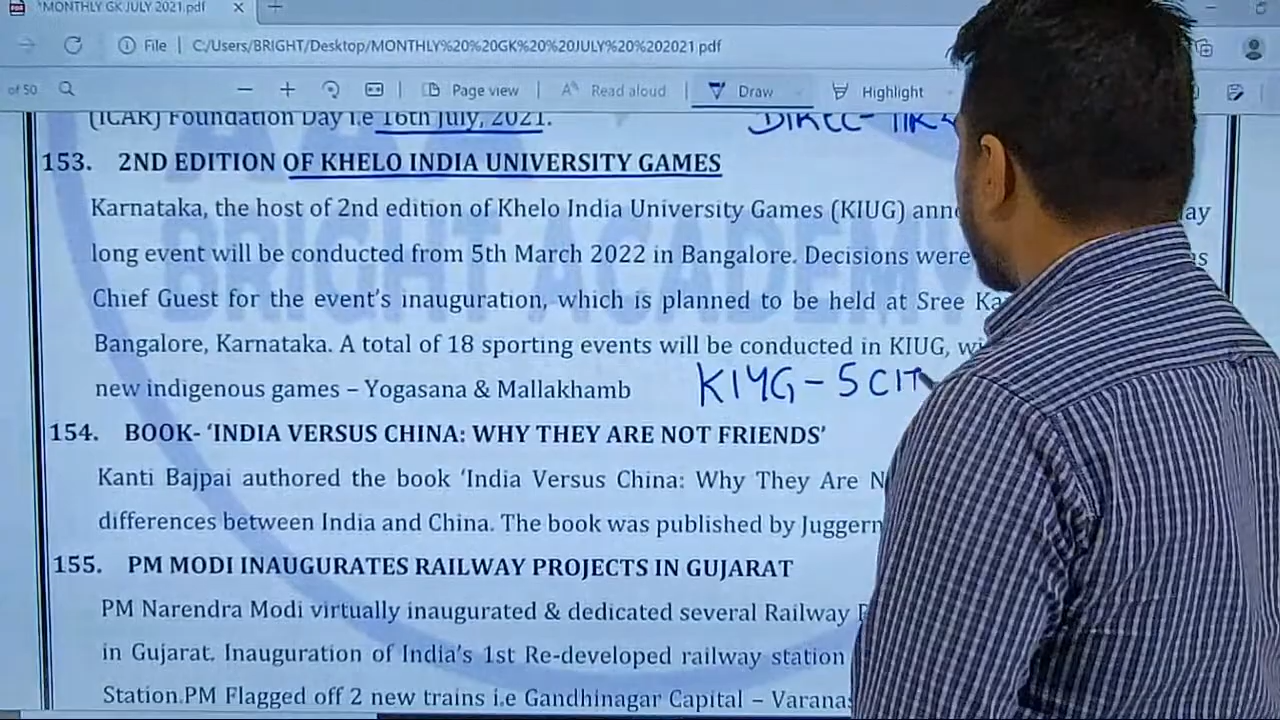 MONTHLY GK JULY 2021.pdf
File | C:/Users/BRIGHT/Desktop/MONTHLY%20%20GK%20%20JULY%20%202021.pdf
of 50 Page view Read aloud Draw Highlight
(ICAR) Foundation Day i.e 16th July, 2021.
153. 2ND EDITION OF KHELO INDIA UNIVERSITY GAMES
Karnataka, the host of 2nd edition of Khelo India University Games (KIUG)
long event will be conducted from 5th March 2022 in Bangalore. Decisions were
Chief Guest for the event's inauguration, which is planned to be held at Sree
Bangalore, Karnataka. A total of 18 sporting events will be conducted in KIUG,
new indigenous games – Yogasana & Mallakhamb KIYG - 5 CIT
154. BOOK- 'INDIA VERSUS CHINA: WHY THEY ARE NOT FRIENDS'
Kanti Bajpai authored the book 'India Versus China: Why They Are
differences between India and China. The book was published by
155. PM MODI INAUGURATES RAILWAY PROJECTS IN GUJARAT
PM Narendra Modi virtually inaugurated & dedicated several Railway
in Gujarat. Inauguration of India's 1st Re-developed railway station
Station.PM Flagged off 2 new trains i.e Gandhinagar Capital –
BRIGHT ACADEMY